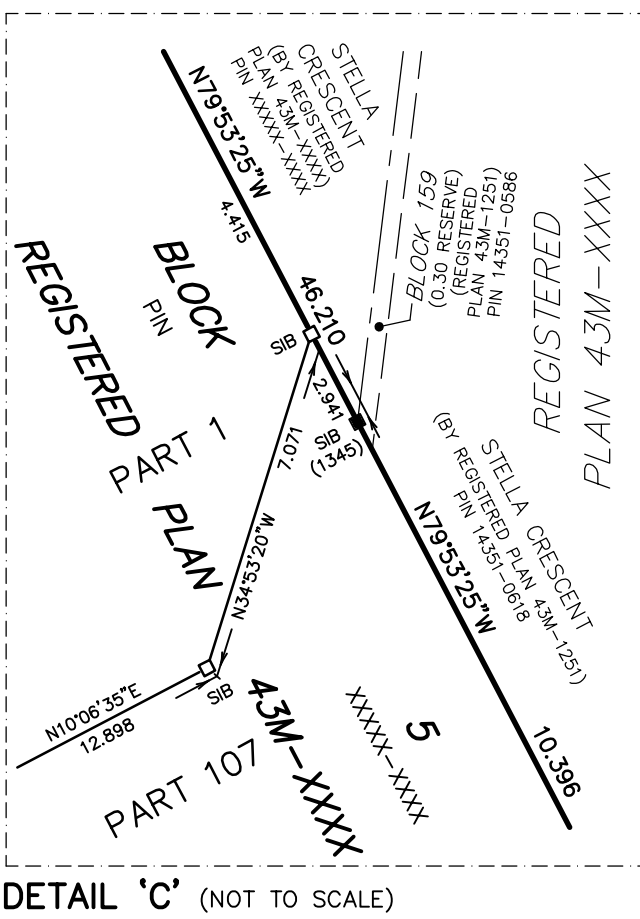 STELLA
CRESCENT
(BY REGISTERED
PLAN 43M-XXXX)
PIN XXXXX-XXXX
N79°53'25"W
4.415
BLOCK 159
(0.30 RESERVE)
(REGISTERED
PLAN 43M-1251)
PIN 14351-0586
REGISTERED
PLAN 43M-XXXX
46.210
SIB
2.941
SIB
(1345)
BLOCK
PIN
REGISTERED PLAN
PART 1
7.071
N34°53'20"W
STELLA CRESCENT
(BY REGISTERED PLAN 43M-1251)
PIN 14351-0618
N79°53'25"W
10.396
SIB
N10°06'35"E
12.898
PART 107
43M-XXXX
5
XXXXX-XXXX
DETAIL 'C' (NOT TO SCALE)